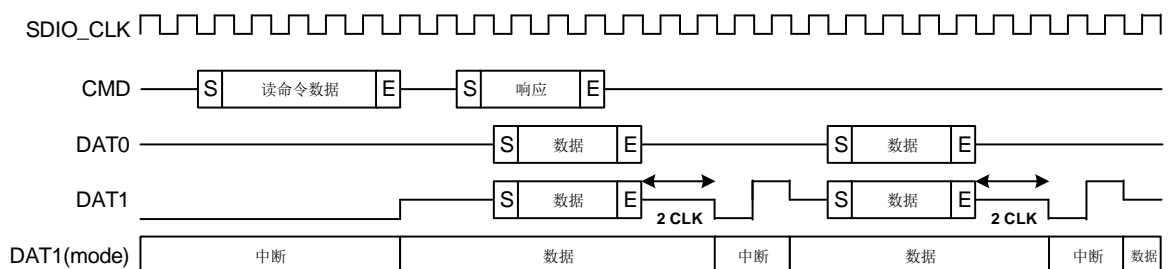 SDIO_CLK
CMD S 读命令数据 E S 响应 E
DAT0 S 数据 E S 数据 E
DAT1 S 数据 E 2 CLK S 数据 E 2 CLK
DAT1(mode) 中断 数据 中断 数据 中断 数据